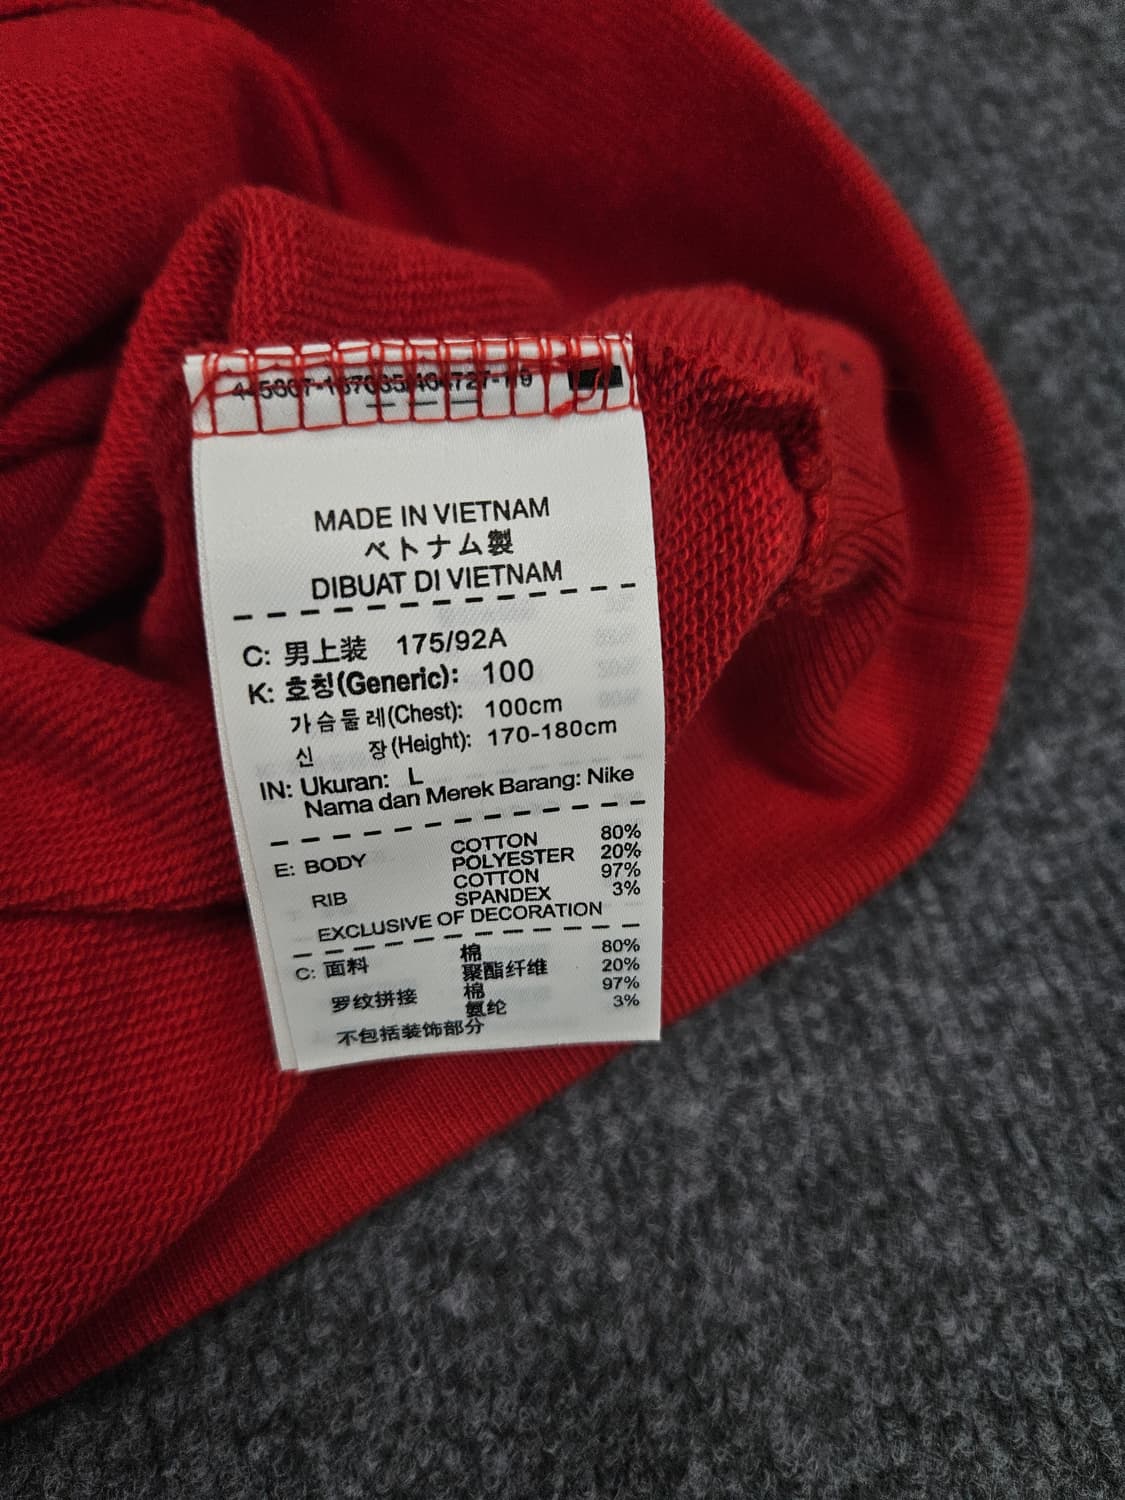 MADE IN VIETNAM
ベトナム製
DIBUAT DI VIETNAM
C: 男上装 175/92A
K: 호칭(Generic): 100
가슴둘레(Chest): 100cm
신 장(Height): 170-180cm
IN: Ukuran: L
Nama dan Merek Barang: Nike
E: BODY COTTON 80%
POLYESTER 20%
RIB COTTON 97%
SPANDEX 3%
EXCLUSIVE OF DECORATION
C: 面料 棉 80%
聚酯纤维 20%
罗纹拼接 棉 97%
氨纶 3%
不包括装饰部分